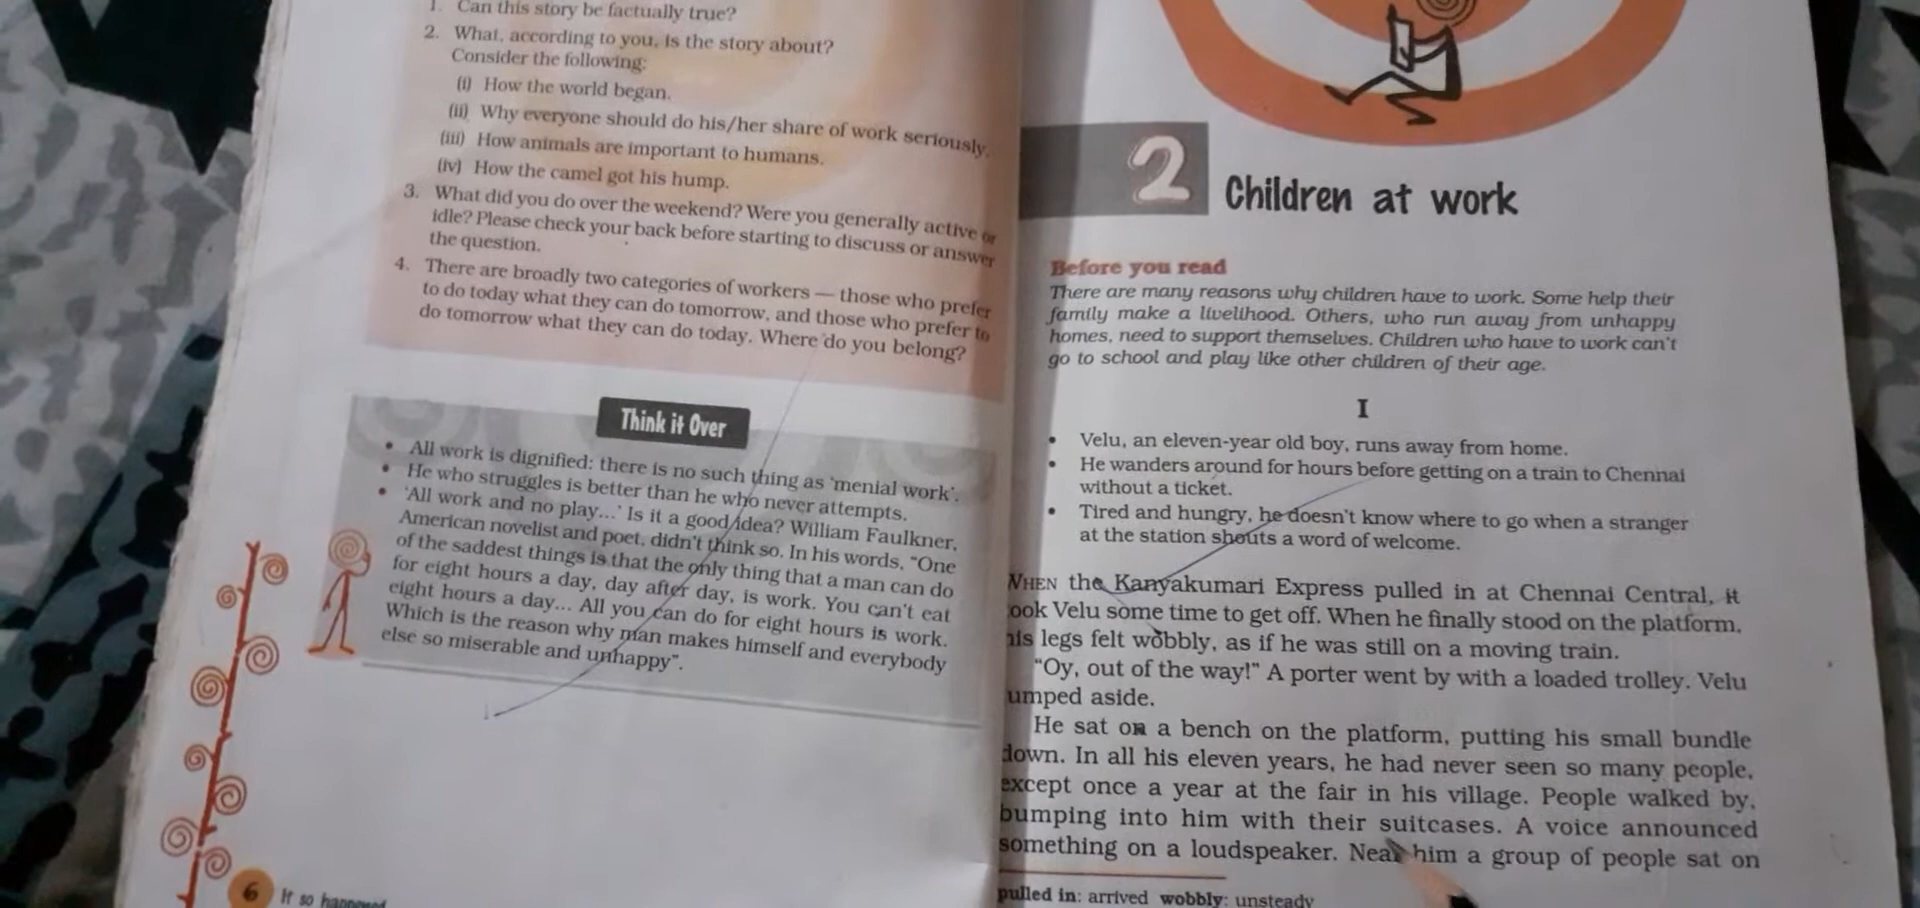 1. Can this story be factually true?
2. What, according to you, is the story about?
Consider the following:
(i) How the world began.
(ii) Why everyone should do his/her share of work seriously.
(iii) How animals are important to humans.
(iv) How the camel got his hump.
3. What did you do over the weekend? Were you generally active or
idle? Please check your back before starting to discuss or answer
the question.
4. There are broadly two categories of workers — those who prefer
to do today what they can do tomorrow, and those who prefer to
do tomorrow what they can do today. Where do you belong?
Think it Over
• All work is dignified; there is no such thing as 'menial work'.
• He who struggles is better than he who never attempts.
• 'All work and no play...' Is it a good idea? William Faulkner,
American novelist and poet, didn't think so. In his words, "One
of the saddest things is that the only thing that a man can do
for eight hours a day, day after day, is work. You can't eat
eight hours a day... All you can do for eight hours is work.
Which is the reason why man makes himself and everybody
else so miserable and unhappy".
6 It so happened
2 Children at work
Before you read
There are many reasons why children have to work. Some help their
family make a livelihood. Others, who run away from unhappy
homes, need to support themselves. Children who have to work can't
go to school and play like other children of their age.
I
• Velu, an eleven-year old boy, runs away from home.
• He wanders around for hours before getting on a train to Chennai
without a ticket.
• Tired and hungry, he doesn't know where to go when a stranger
at the station shouts a word of welcome.
WHEN the Kanyakumari Express pulled in at Chennai Central, it
ook Velu some time to get off. When he finally stood on the platform,
his legs felt wobbly, as if he was still on a moving train.
"Oy, out of the way!" A porter went by with a loaded trolley. Velu
umped aside.
He sat on a bench on the platform, putting his small bundle
down. In all his eleven years, he had never seen so many people,
except once a year at the fair in his village. People walked by,
bumping into him with their suitcases. A voice announced
something on a loudspeaker. Near him a group of people sat on
pulled in: arrived wobbly: unsteady